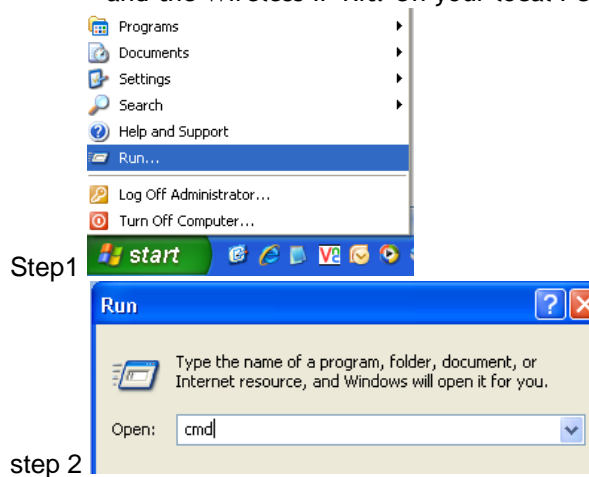 Programs
Documents
Settings
Search
Help and Support
Run...
Log Off Administrator...
Turn Off Computer...
Step1 start
Run
Type the name of a program, folder, document, or
Internet resource, and Windows will open it for you.
Open: cmd
step 2